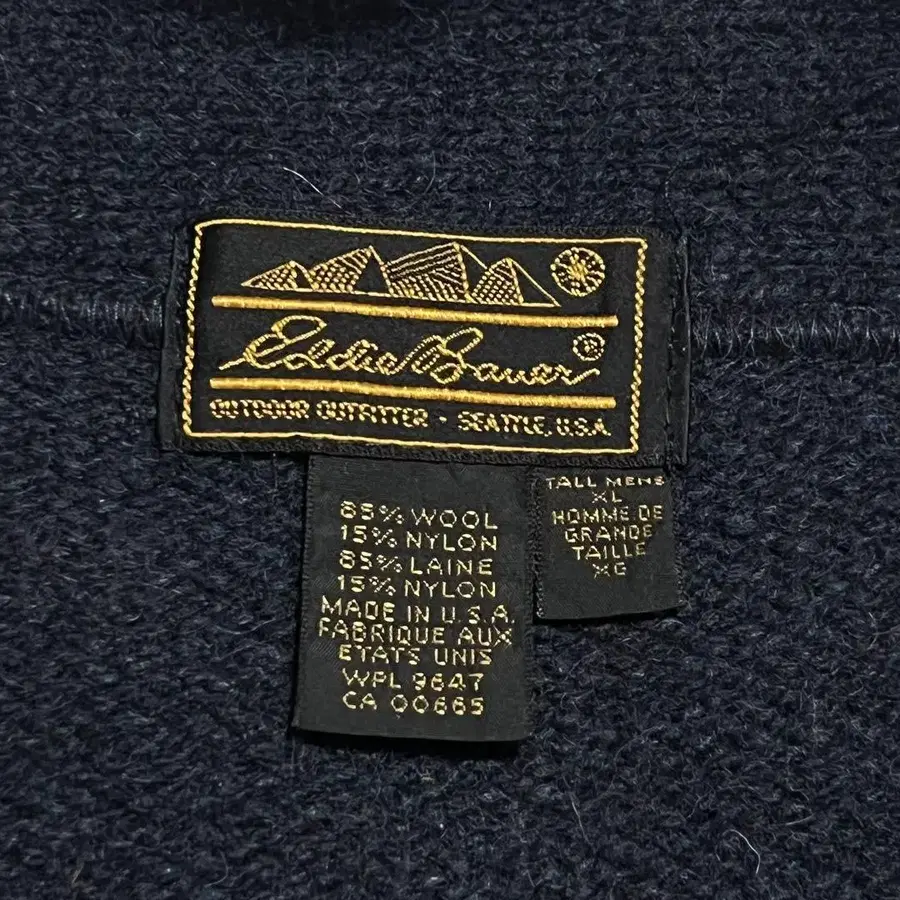 Eddie Bauer®
OUTDOOR OUTFITTER - SEATTLE, U.S.A.
85% WOOL
15% NYLON
85% LAINE
15% NYLON
MADE IN U.S.A.
FABRIQUE AUX
ETATS UNIS
WPL 9647
CA 00665
TALL MENS
XL
HOMME DE
GRANDE
TAILLE
XG